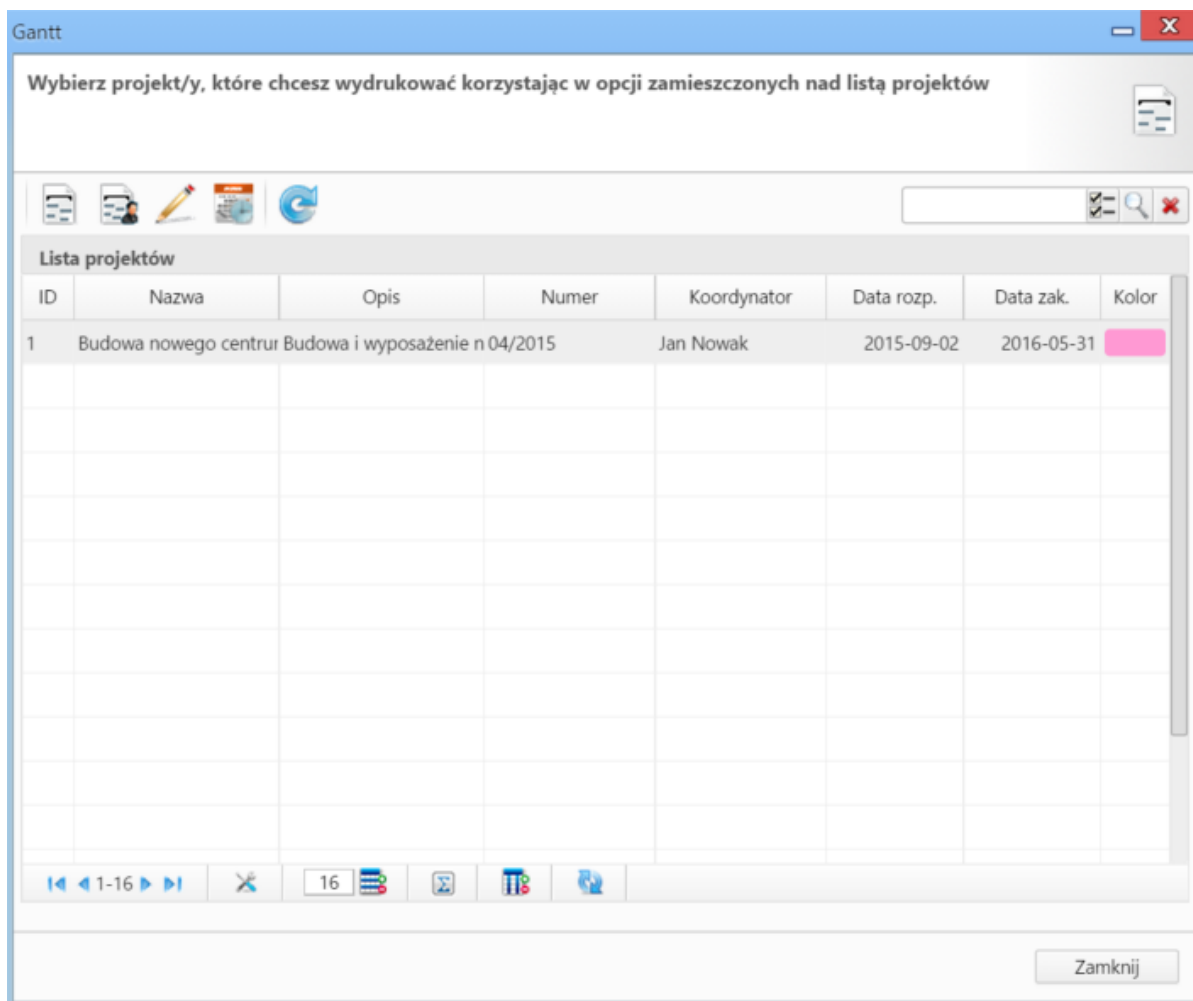 Gantt
Wybierz projekt/y, które chcesz wydrukować korzystając w opcji zamieszczonych nad listą projektów
Lista projektów
ID Nazwa Opis Numer Koordynator Data rozp. Data zak. Kolor
1 Budowa nowego centrur Budowa i wyposażenie n 04/2015 Jan Nowak 2015-09-02 2016-05-31
1-16 16
Zamknij